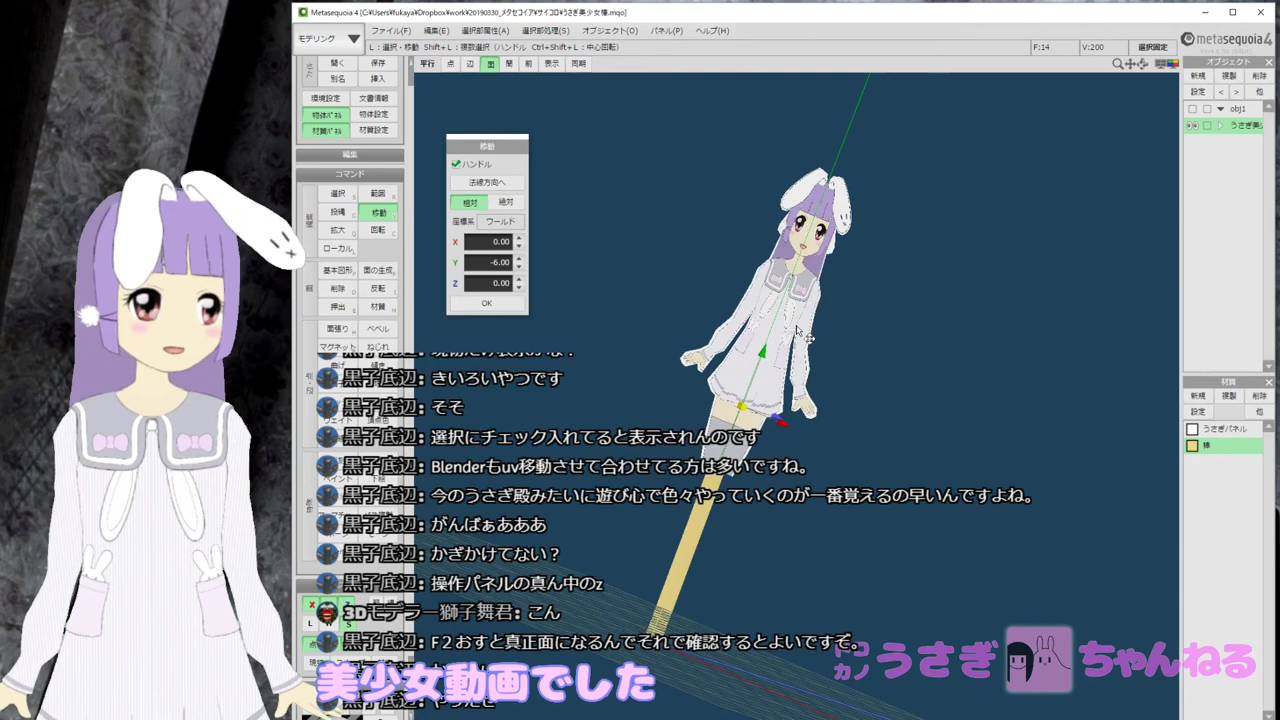 Metasequoia 4 [C:¥Users¥fukaya¥Dropbox¥work¥20190330_メタセコイア¥サイコロ¥うさぎ美少女棒.mqo]
モデリング
ファイル(F) 編集(E) 選択部属性(A) 選択部処理(S) オブジェクト(O) パネル(P) ヘルプ(H)
L：選択・移動 Shift+L：複数選択（ハンドル Ctrl+Shift+L：中心回転）
F:14
V:200
選択固定
metasequoia 4
平行 点 辺 面 簡 前 表示 同期
開く 保存
別名 挿入
環境設定 文書情報
物体パネル 物体設定
材質パネル 材質設定
編集
コマンド
選択 範囲
投縄 移動
拡大 回転
ローカル
基本図形 面の生成
削除 反転
押出 材質
面張り ベベル
マグネット ねじれ
移動
ハンドル
法線方向へ
相対 絶対
座標系 ワールド
X 0.00
Y -6.00
Z 0.00
OK
オブジェクト
新規 複製 削除
設定 < > 他
obj1
うさぎ美少
材質
新規 複製 削除
設定 他
うさぎパネル
棒
黒子底辺：きいろいやつです
黒子底辺：そそ
黒子底辺：選択にチェック入れてると表示されんのです
黒子底辺：Blenderもuv移動させて合わせてる方は多いですね。
黒子底辺：今のうさぎ殿みたいに遊び心で色々やっていくのが一番覚えるの早いんですよね。
黒子底辺：がんばぁあああ
黒子底辺：かぎかけてない？
黒子底辺：操作パネルの真ん中のz
3Dモデラー獅子舞君：こん
黒子底辺：F２おすと真正面になるんでそれで確認するとよいですぞ。
美少女動画でした
うさぎ ちゃんねる